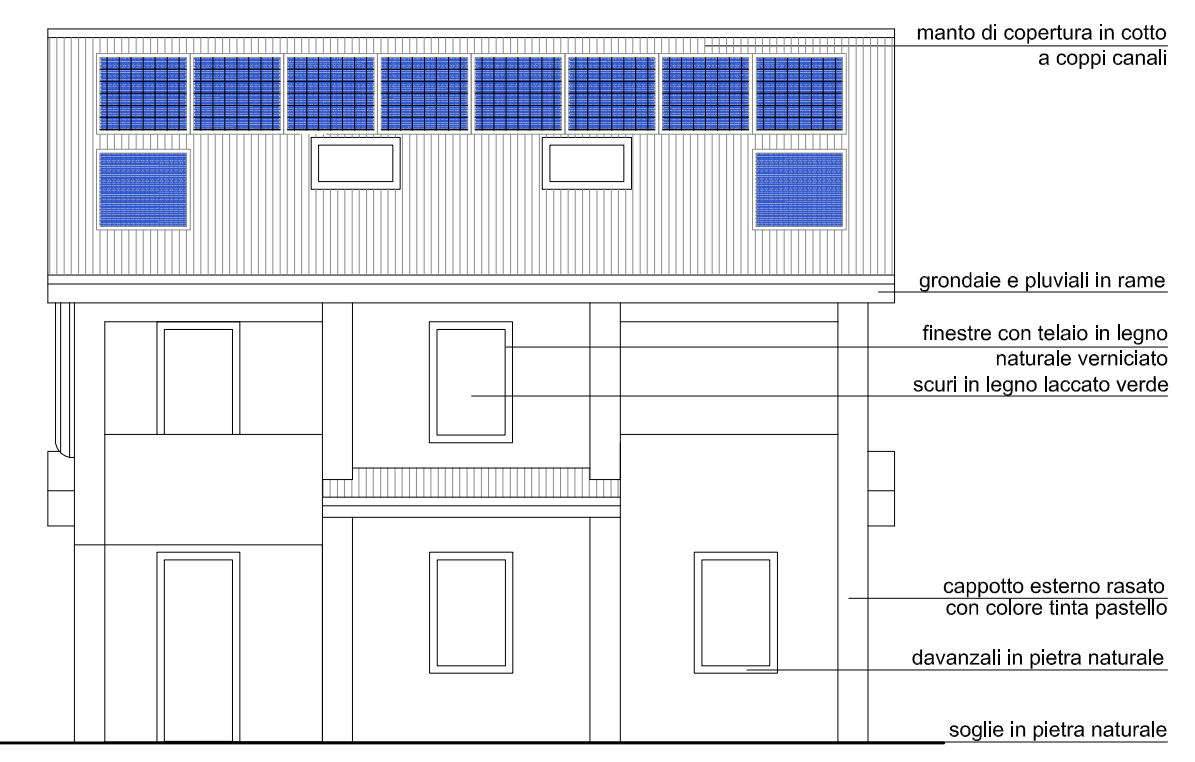 manto di copertura in cotto
a coppi canali
grondaie e pluviali in rame
finestre con telaio in legno
naturale verniciato
scuri in legno laccato verde
cappotto esterno rasato
con colore tinta pastello
davanzali in pietra naturale
soglie in pietra naturale